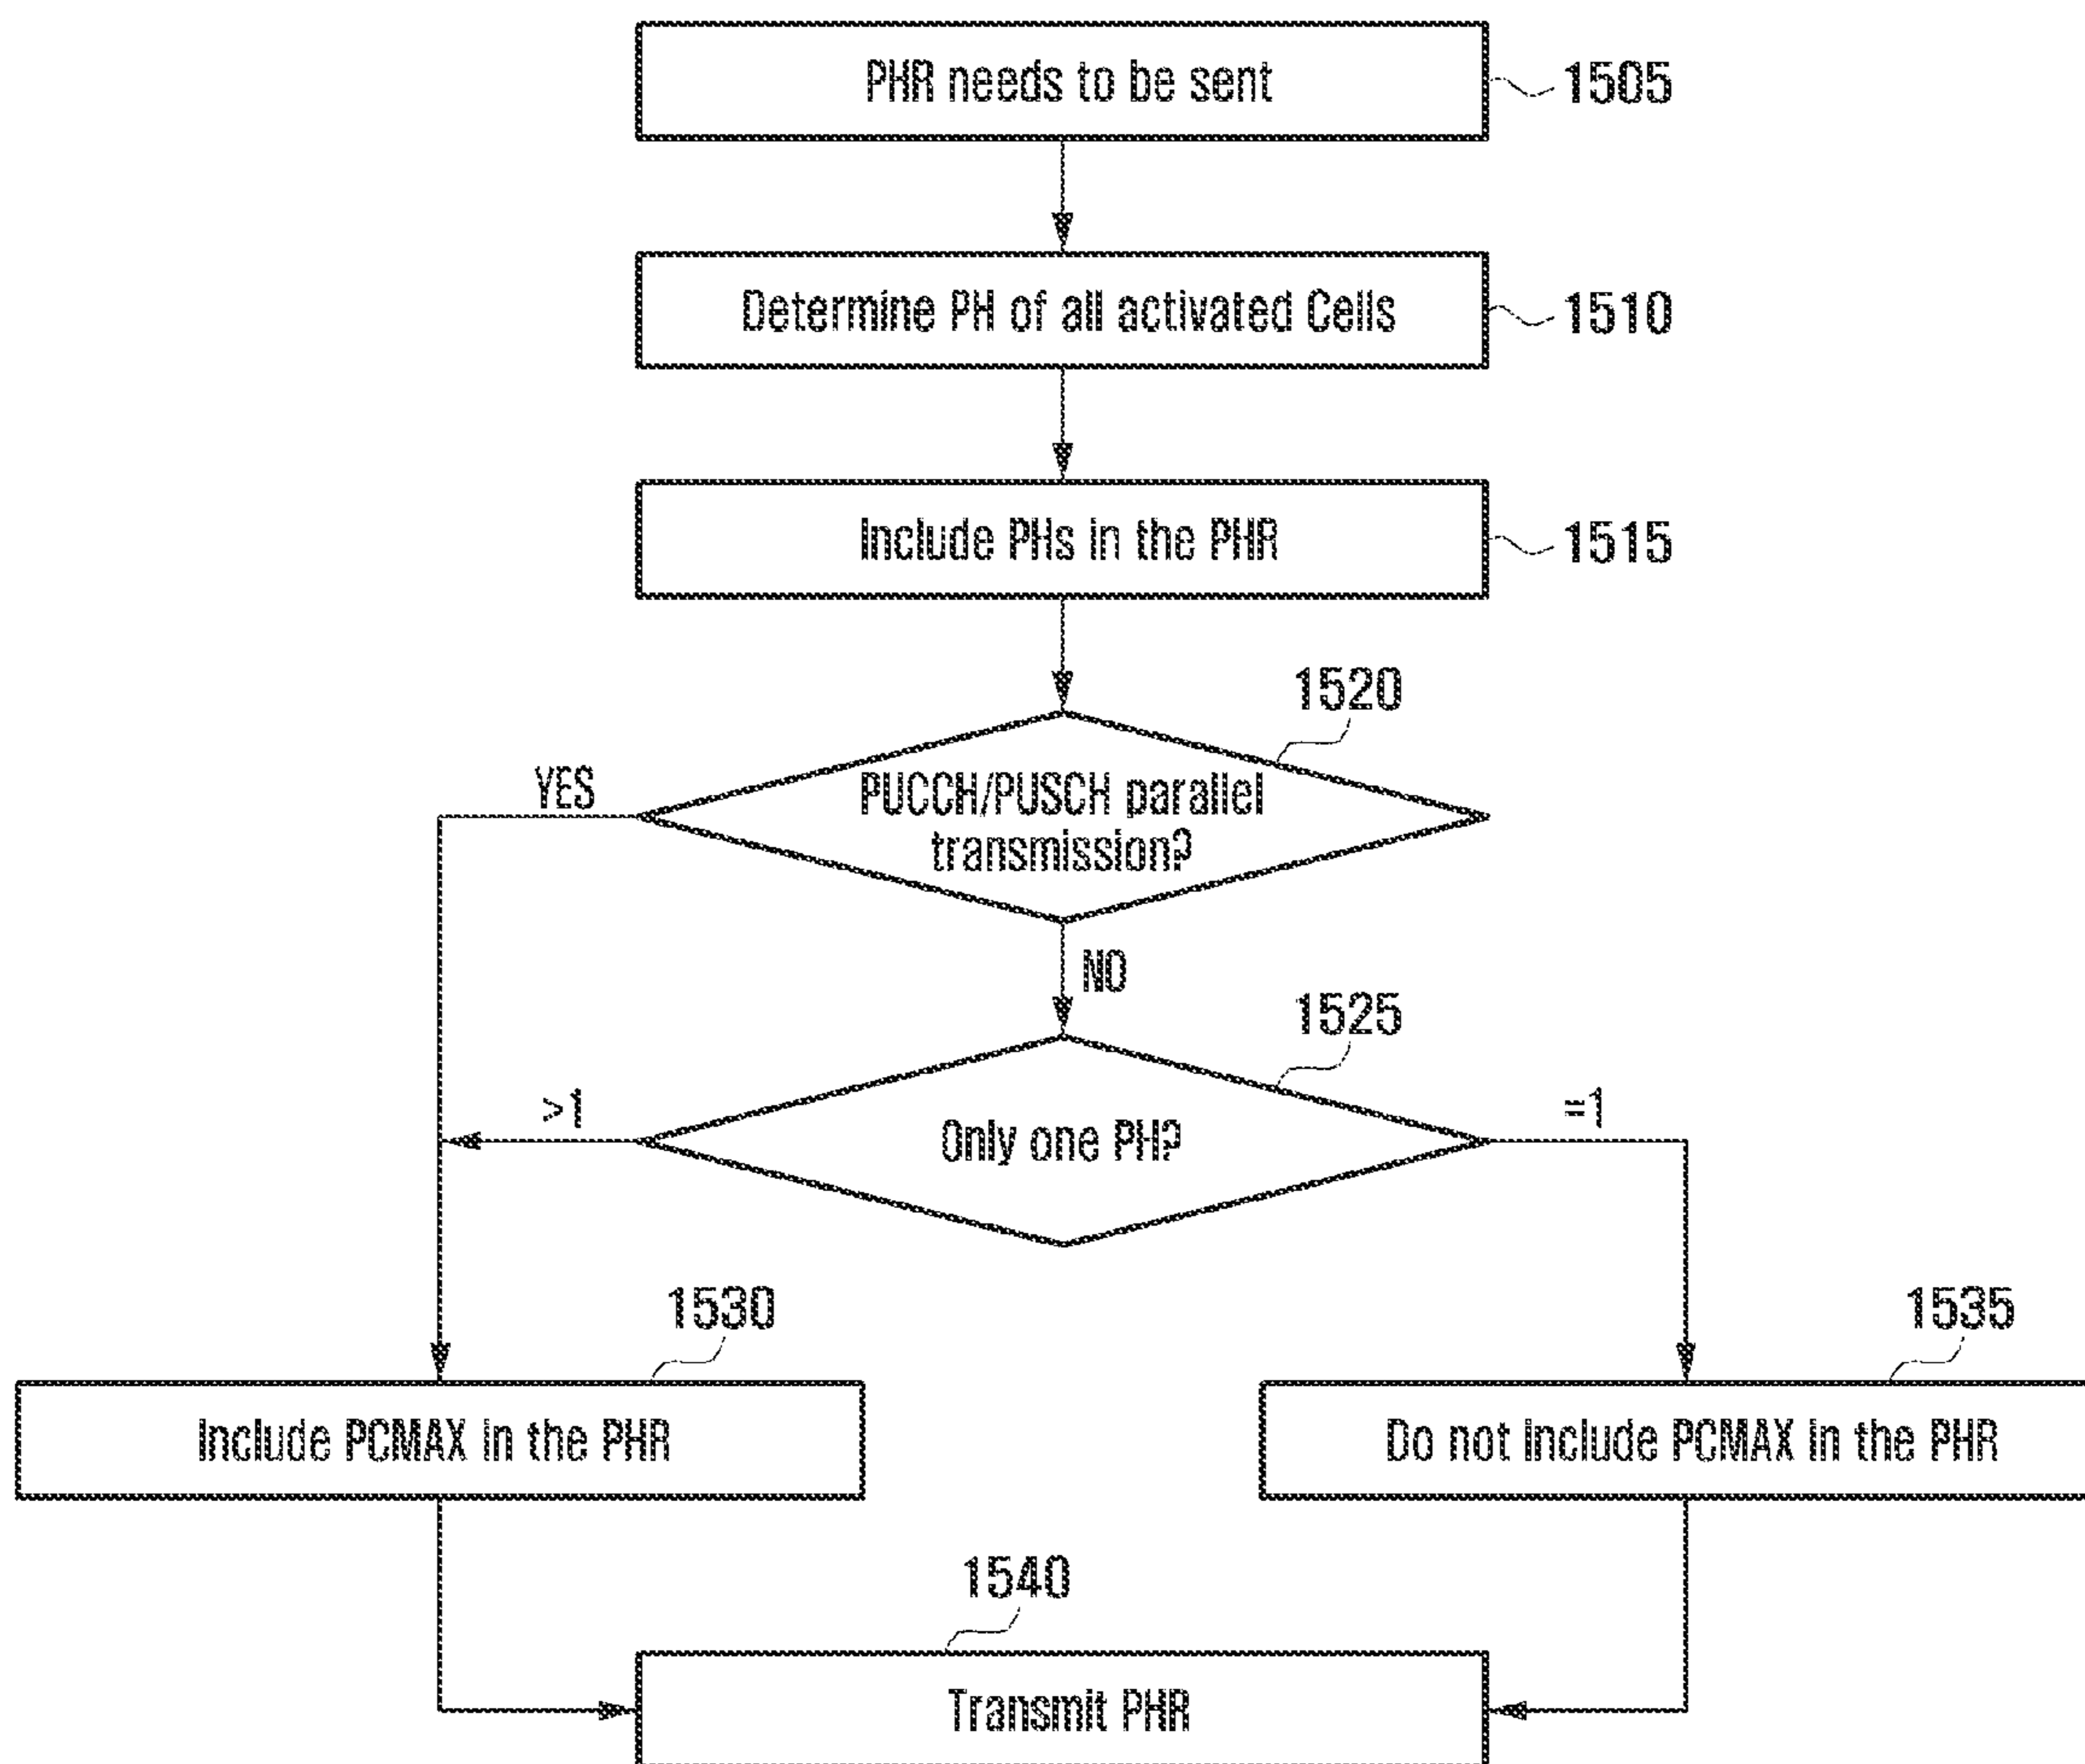 PHR needs to be sent
1505
Determine PH of all activated Cells
1510
Include PHs in the PHR
1515
1520
YES
PUCCH/PUSCH parallel
transmission?
NO
1525
>1
Only one PH?
=1
1530
1535
Include PCMAX in the PHR
Do not include PCMAX in the PHR
1540
Transmit PHR